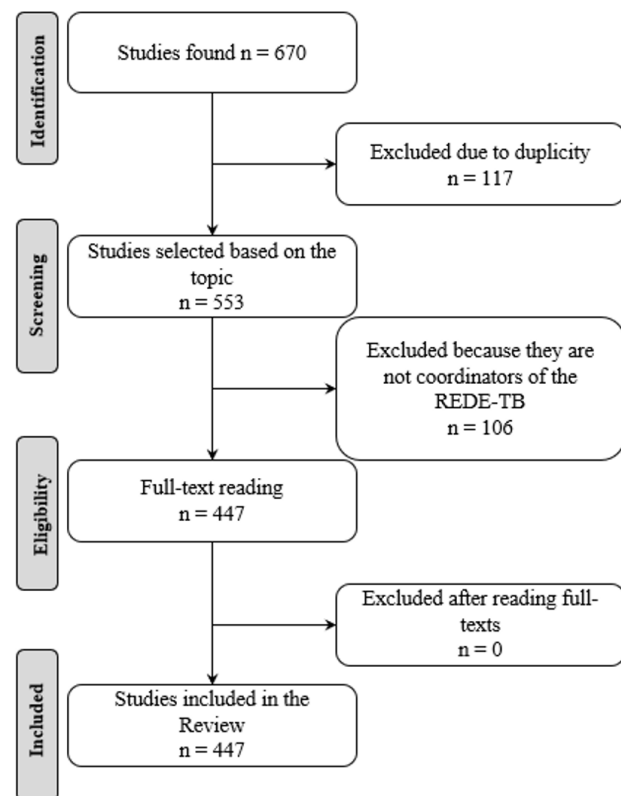 Identification
Studies found n = 670
Excluded due to duplicity
n = 117
Screening
Studies selected based on the
topic
n = 553
Excluded because they are
not coordinators of the
REDE-TB
n = 106
Eligibility
Full-text reading
n = 447
Excluded after reading full-
texts
n = 0
Included
Studies included in the
Review
n = 447